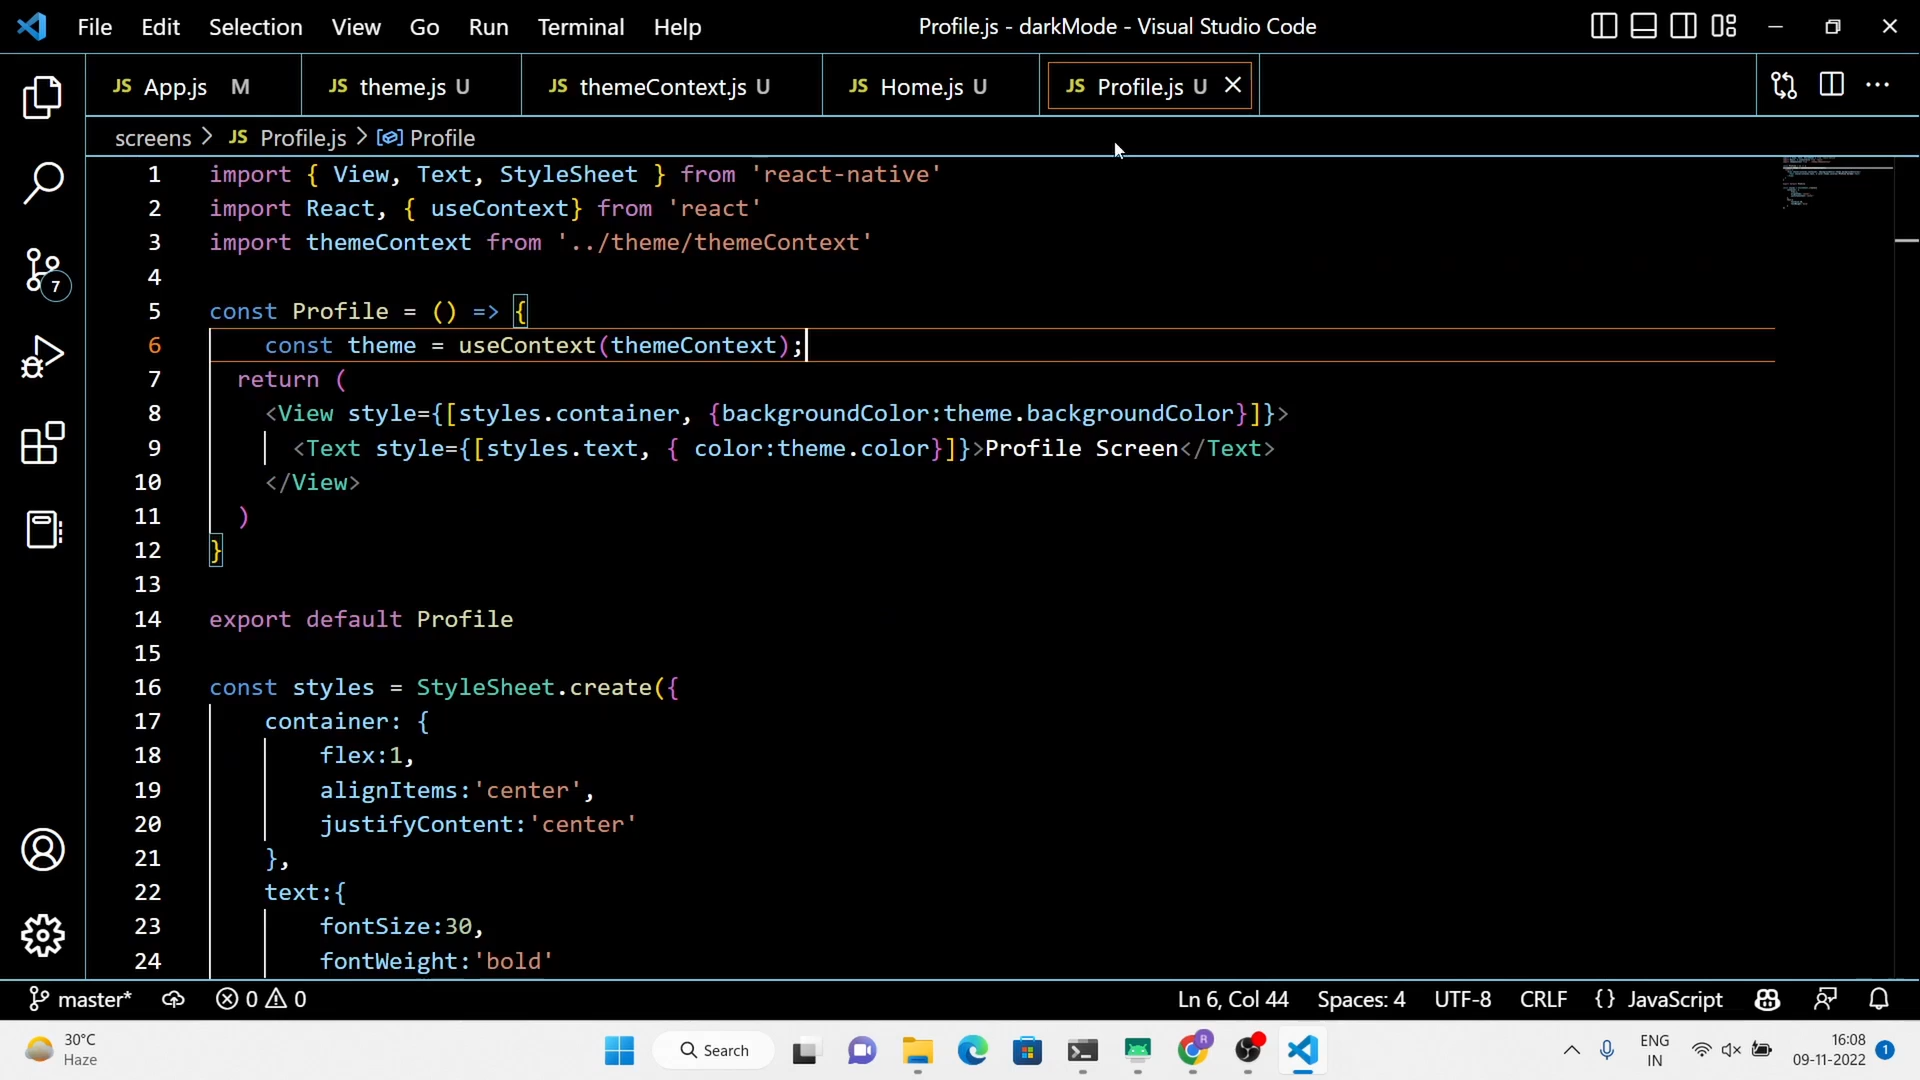 File Edit Selection View Go Run Terminal Help Profile.js - darkMode - Visual Studio Code
JS App.js M JS theme.js U JS themeContext.js U JS Home.js U JS Profile.js U
screens > JS Profile.js > Profile
1 import { View, Text, StyleSheet } from 'react-native'
2 import React, { useContext} from 'react'
3 import themeContext from '../theme/themeContext'
4
5 const Profile = () => {
6 const theme = useContext(themeContext);
7 return (
8 <View style={[styles.container, {backgroundColor:theme.backgroundColor}]}>
9 <Text style={[styles.text, { color:theme.color}]}>Profile Screen</Text>
10 </View>
11 )
12 }
13
14 export default Profile
15
16 const styles = StyleSheet.create({
17 container: {
18 flex:1,
19 alignItems:'center',
20 justifyContent:'center'
21 },
22 text:{
23 fontSize:30,
24 fontWeight:'bold'
7
master* 0 0 Ln 6, Col 44 Spaces: 4 UTF-8 CRLF {} JavaScript
30°C
Haze
Search
R
ENG
IN
16:08
09-11-2022
1